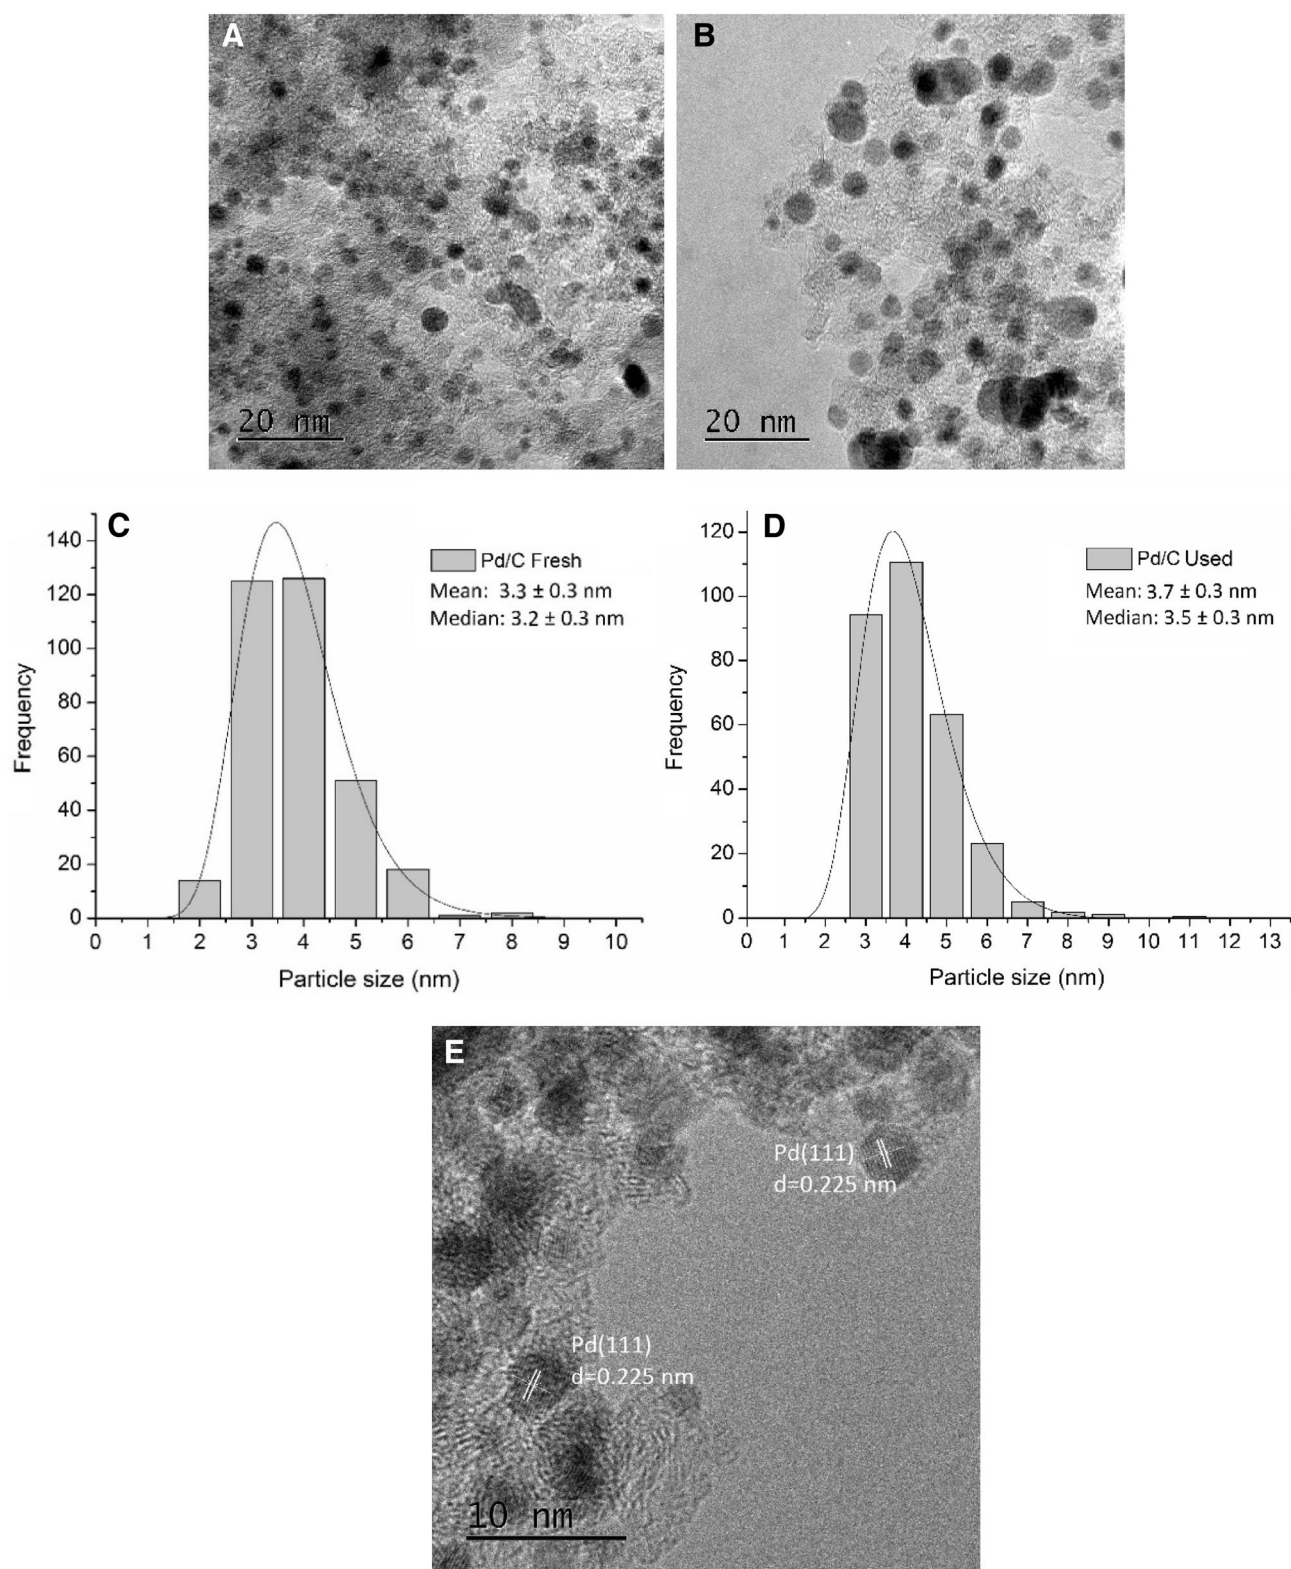 A
B
20 nm
20 nm
C
D
140
120
100
80
60
40
20
0
Frequency
Pd/C Fresh
Mean: 3.3 ± 0.3 nm
Median: 3.2 ± 0.3 nm
0 1 2 3 4 5 6 7 8 9 10
Particle size (nm)
120
100
80
60
40
20
0
Frequency
Pd/C Used
Mean: 3.7 ± 0.3 nm
Median: 3.5 ± 0.3 nm
0 1 2 3 4 5 6 7 8 9 10 11 12 13
Particle size (nm)
E
Pd(111)
d=0.225 nm
Pd(111)
d=0.225 nm
10 nm